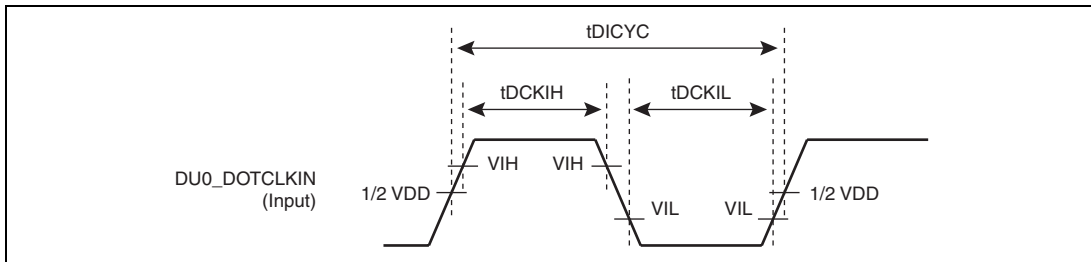 tDICYC
tDCKIH
tDCKIL
DU0_DOTCLKIN
(Input)
VIH
VIH
1/2 VDD
VIL
VIL
1/2 VDD